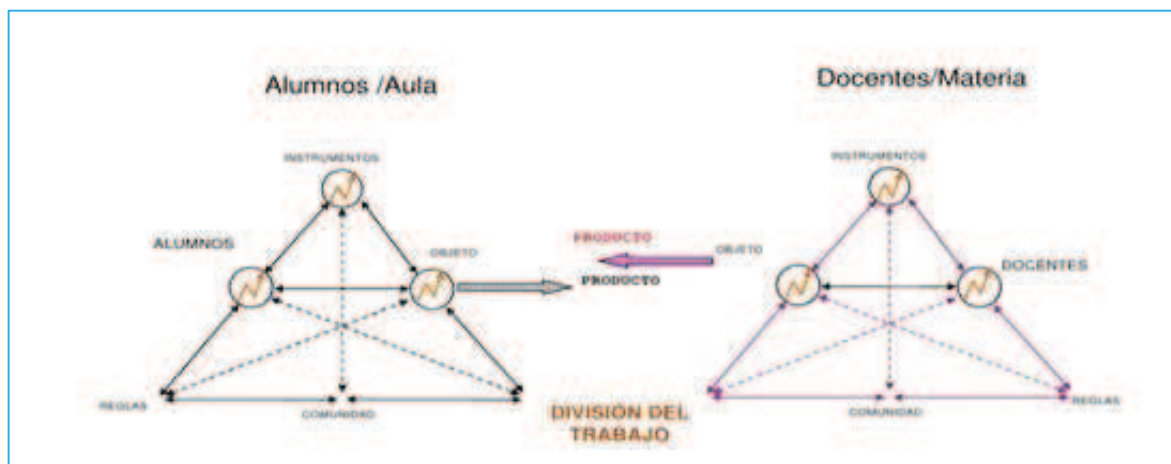 Alumnos /Aula
Docentes/Materia
INSTRUMENTOS
INSTRUMENTOS
ALUMNOS
OBJETO
PRODUCTO
PRODUCTO
OBJETO
DOCENTES
REGLAS
COMUNIDAD
DIVISIÓN DEL
TRABAJO
COMUNIDAD
REGLAS